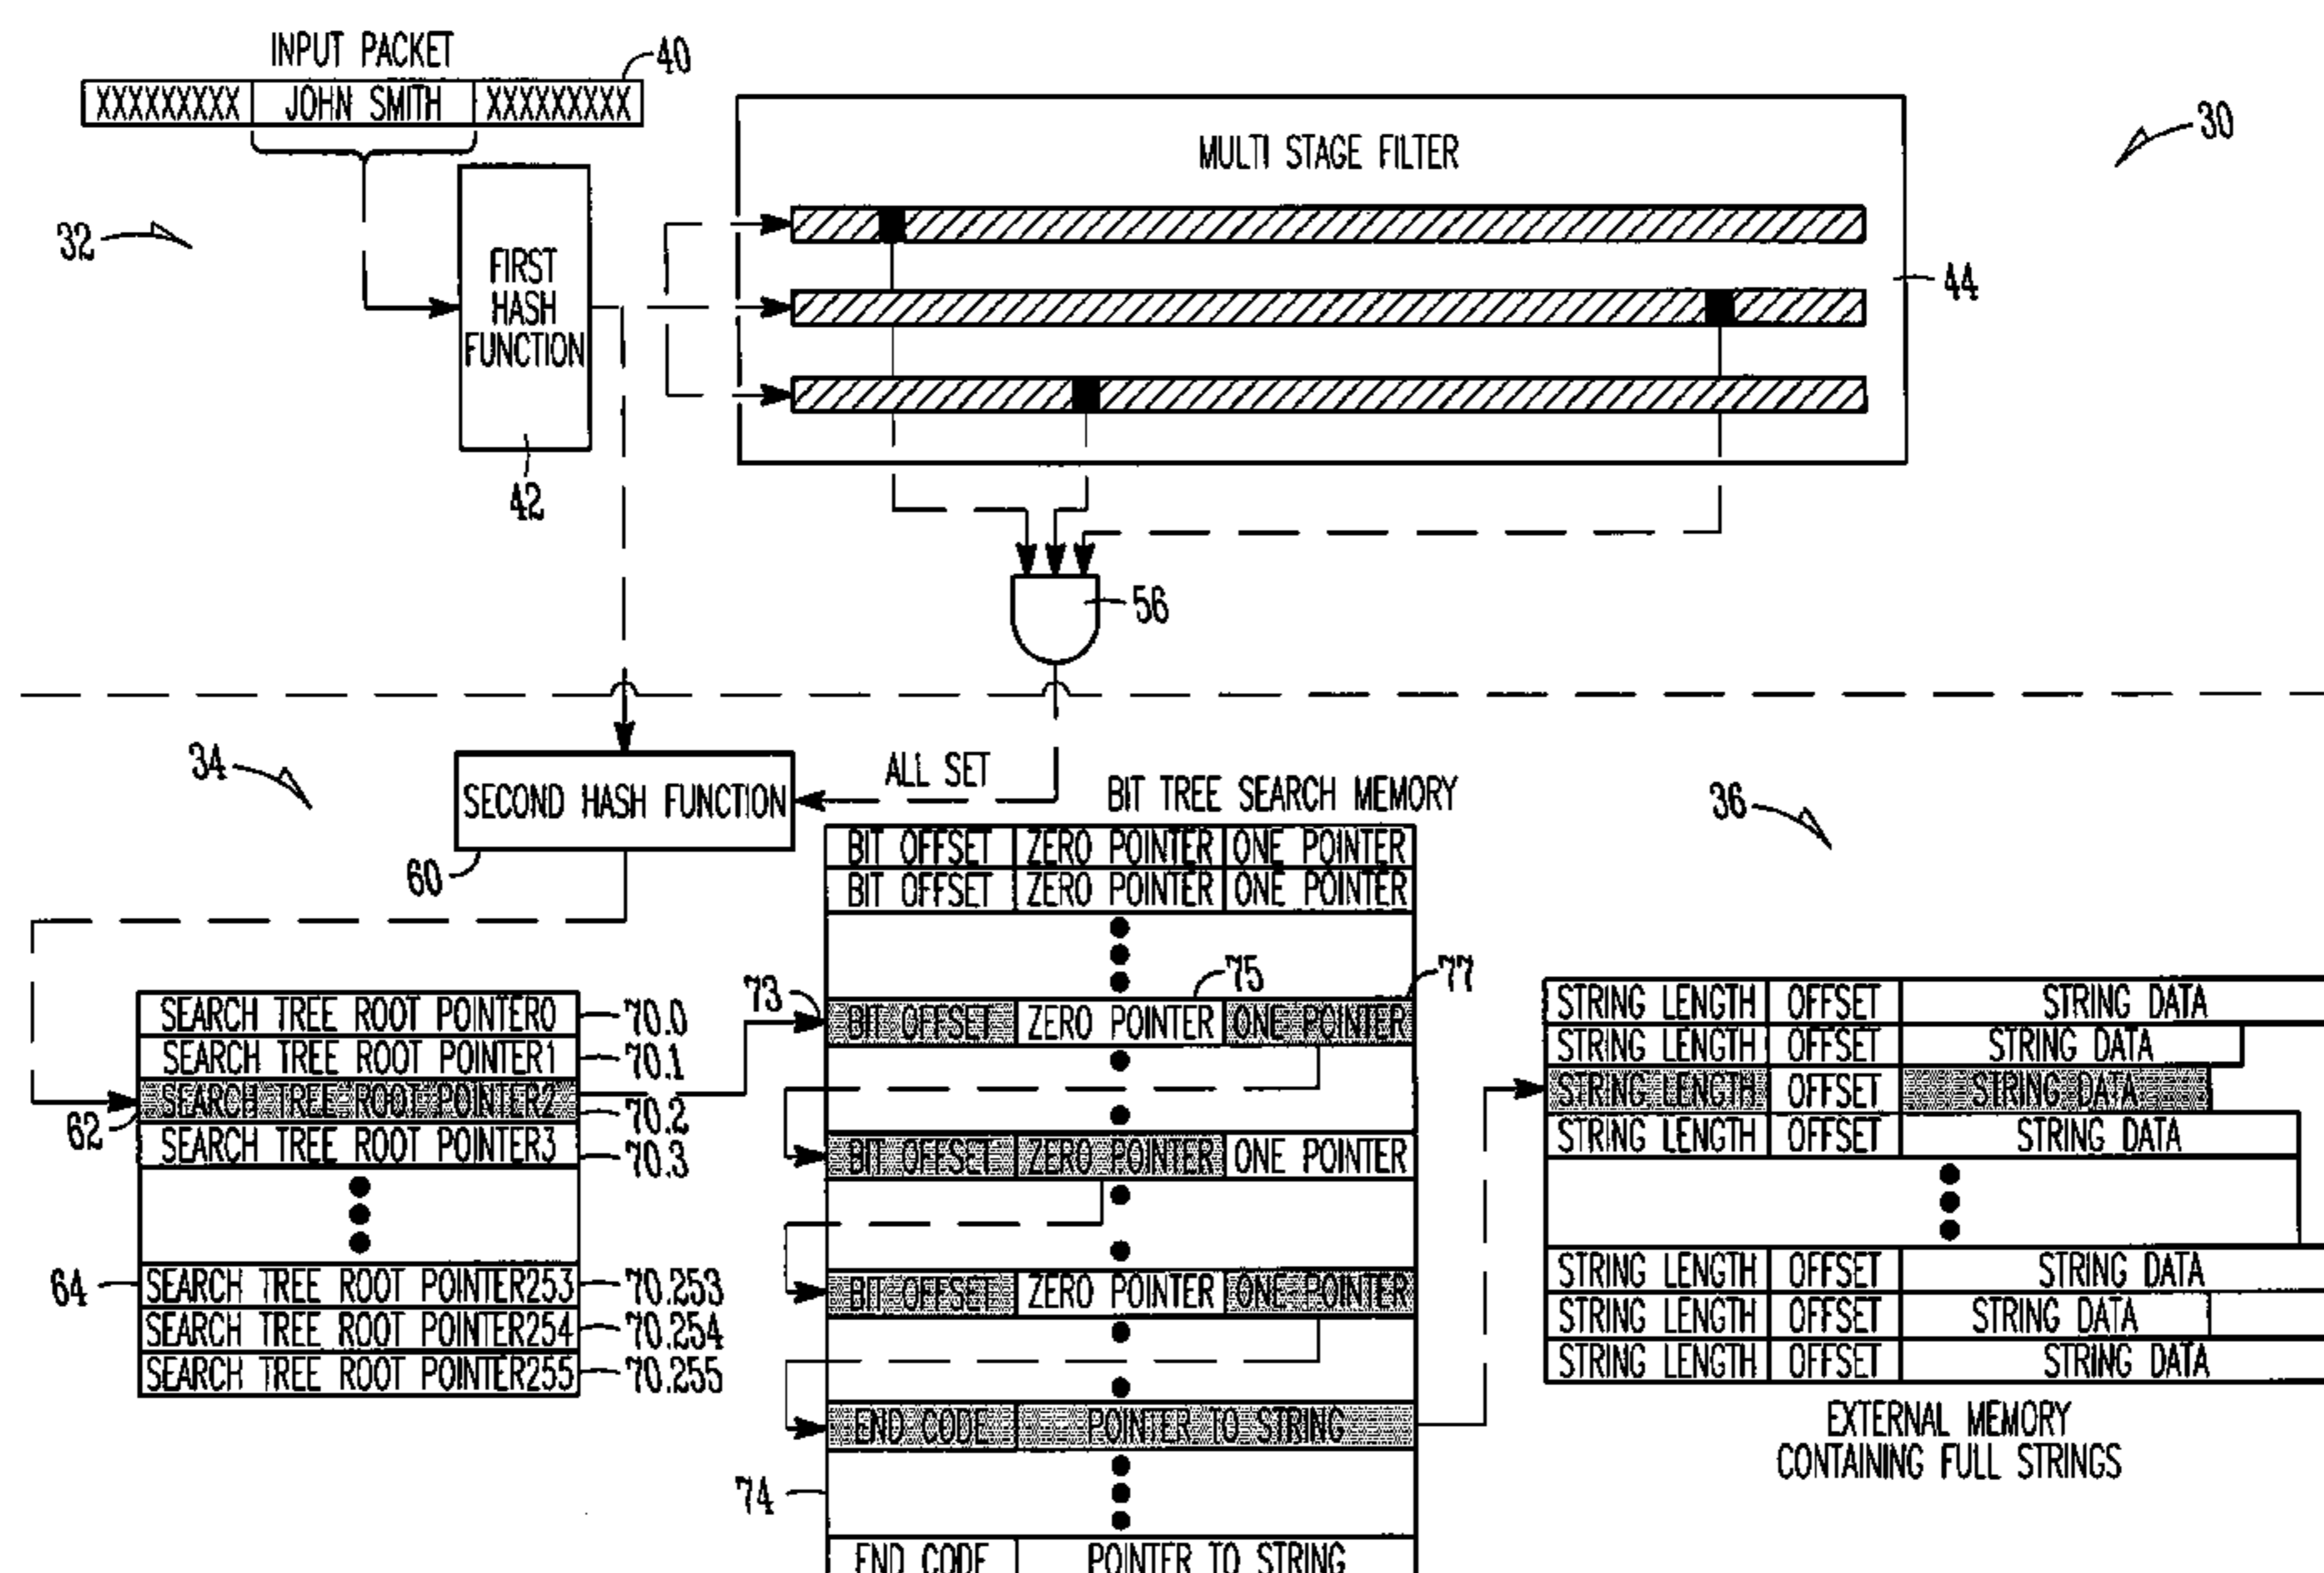 INPUT PACKET
40
XXXXXXXXX JOHN SMITH XXXXXXXXX
30
MULTI STAGE FILTER
32
FIRST
HASH
FUNCTION
44
42
56
34
ALL SET
SECOND HASH FUNCTION
60
BIT TREE SEARCH MEMORY
36
BIT OFFSET ZERO POINTER ONE POINTER
BIT OFFSET ZERO POINTER ONE POINTER
73
75
77
BIT OFFSET ZERO POINTER ONE POINTER
BIT OFFSET ZERO POINTER ONE POINTER
BIT OFFSET ZERO POINTER ONE POINTER
END CODE POINTER TO STRING
74
END CODE POINTER TO STRING
SEARCH TREE ROOT POINTER0 70.0
SEARCH TREE ROOT POINTER1 70.1
SEARCH TREE ROOT POINTER2 70.2
62
SEARCH TREE ROOT POINTER3 70.3
64
SEARCH TREE ROOT POINTER253 70.253
SEARCH TREE ROOT POINTER254 70.254
SEARCH TREE ROOT POINTER255 70.255
STRING LENGTH OFFSET STRING DATA
STRING LENGTH OFFSET STRING DATA
STRING LENGTH OFFSET STRING DATA
STRING LENGTH OFFSET STRING DATA
STRING LENGTH OFFSET STRING DATA
STRING LENGTH OFFSET STRING DATA
STRING LENGTH OFFSET STRING DATA
EXTERNAL MEMORY
CONTAINING FULL STRINGS